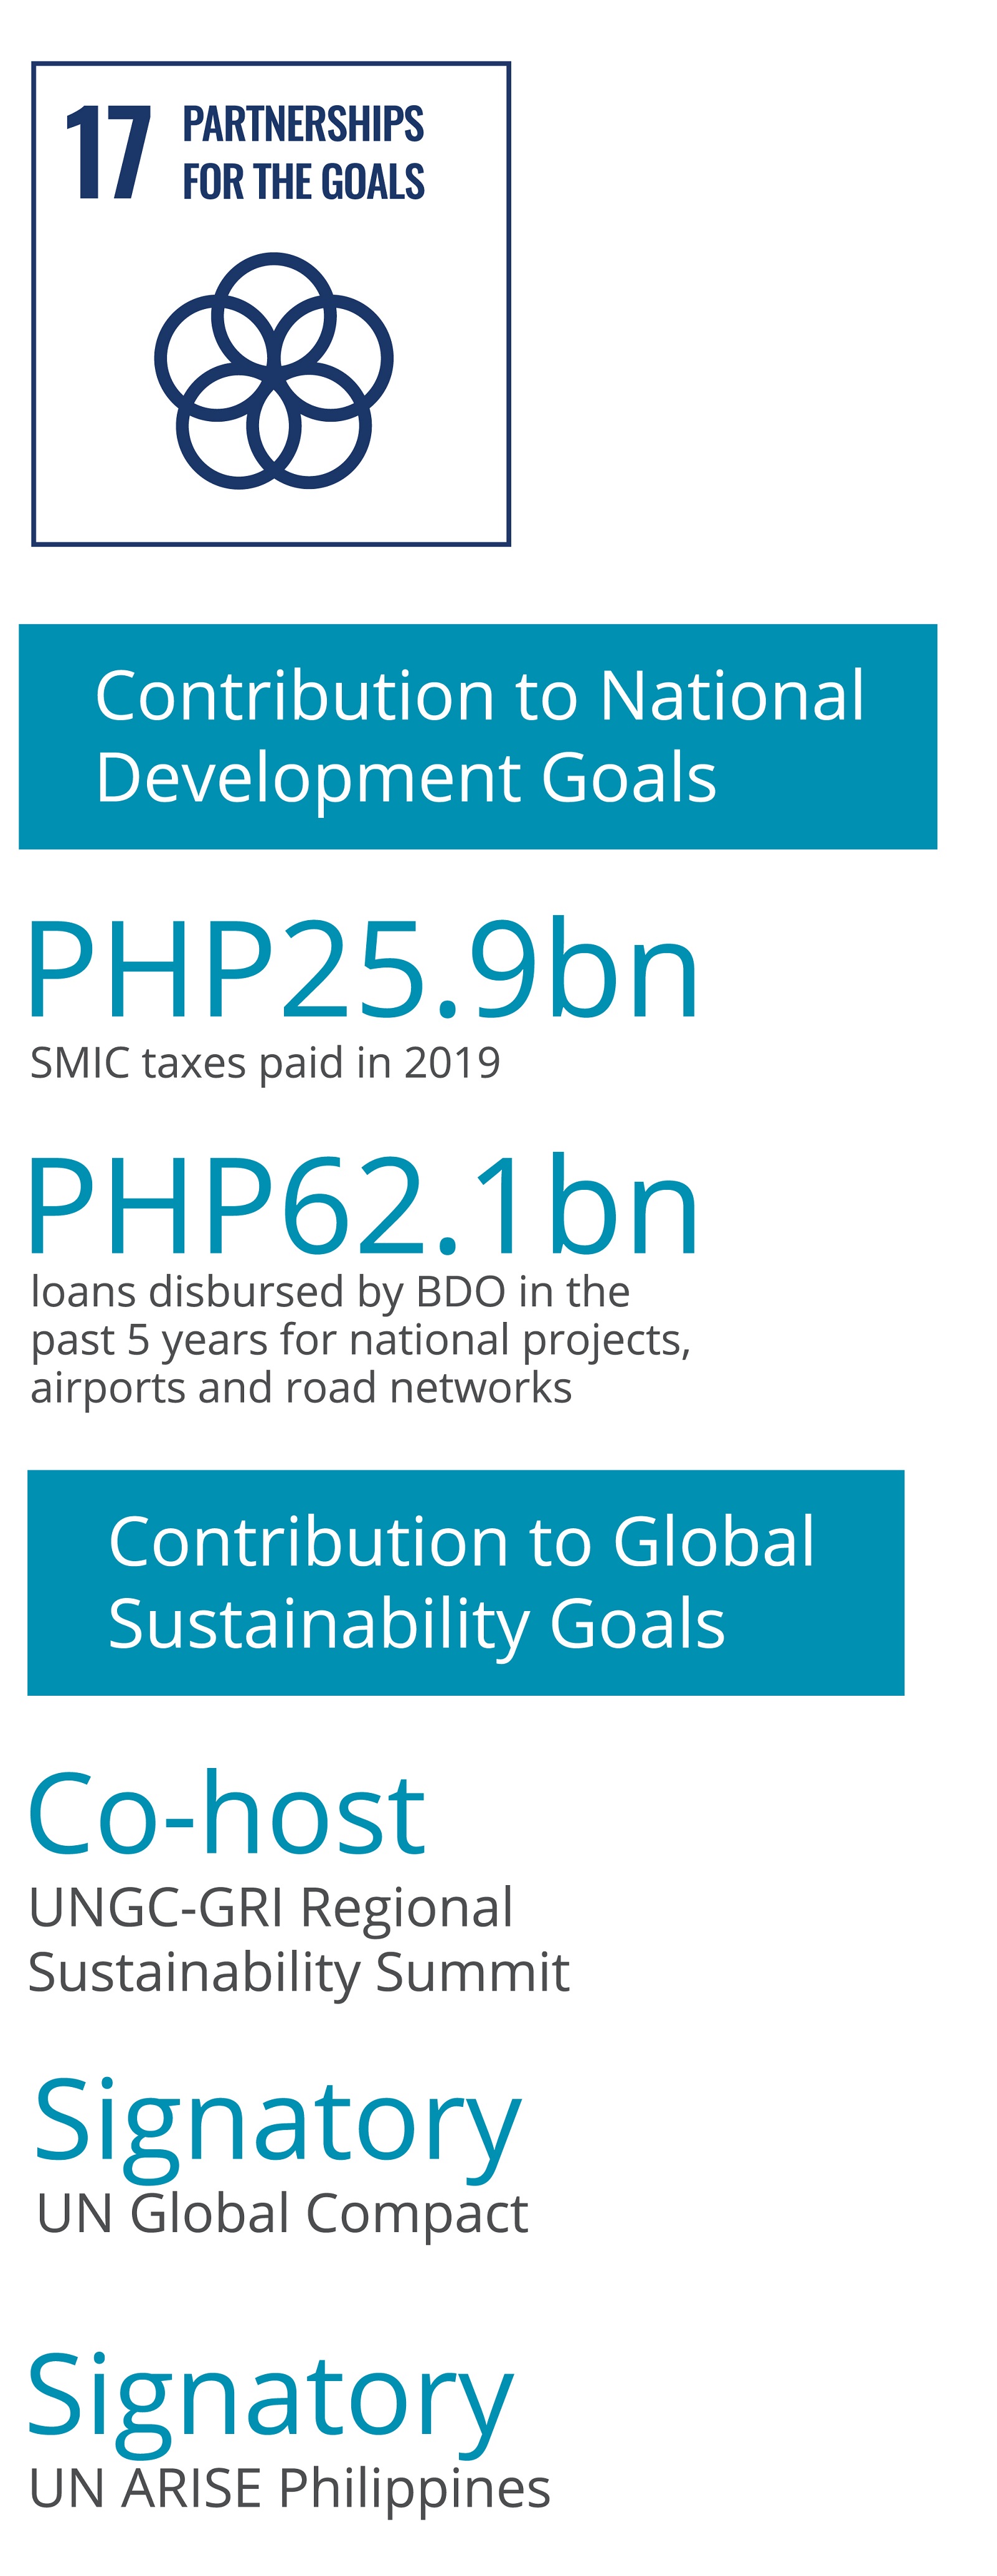 17 PARTNERSHIPS
FOR THE GOALS
Contribution to National
Development Goals
PHP25.9bn
SMIC taxes paid in 2019
PHP62.1bn
loans disbursed by BDO in the
past 5 years for national projects,
airports and road networks
Contribution to Global
Sustainability Goals
Co-host
UNGC-GRI Regional
Sustainability Summit
Signatory
UN Global Compact
Signatory
UN ARISE Philippines